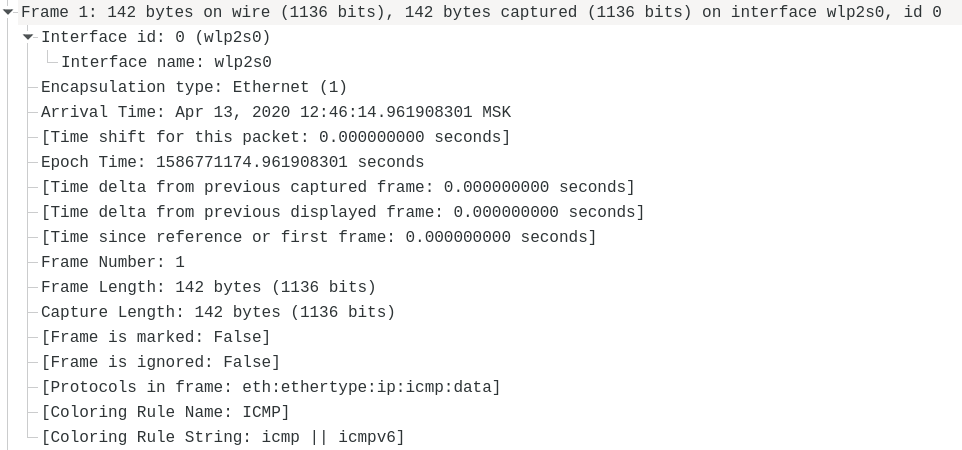 Frame 1: 142 bytes on wire (1136 bits), 142 bytes captured (1136 bits) on interface wlp2s0, id 0
Interface id: 0 (wlp2s0)
Interface name: wlp2s0
Encapsulation type: Ethernet (1)
Arrival Time: Apr 13, 2020 12:46:14.961908301 MSK
[Time shift for this packet: 0.000000000 seconds]
Epoch Time: 1586771174.961908301 seconds
[Time delta from previous captured frame: 0.000000000 seconds]
[Time delta from previous displayed frame: 0.000000000 seconds]
[Time since reference or first frame: 0.000000000 seconds]
Frame Number: 1
Frame Length: 142 bytes (1136 bits)
Capture Length: 142 bytes (1136 bits)
[Frame is marked: False]
[Frame is ignored: False]
[Protocols in frame: eth:ethertype:ip:icmp:data]
[Coloring Rule Name: ICMP]
[Coloring Rule String: icmp || icmpv6]